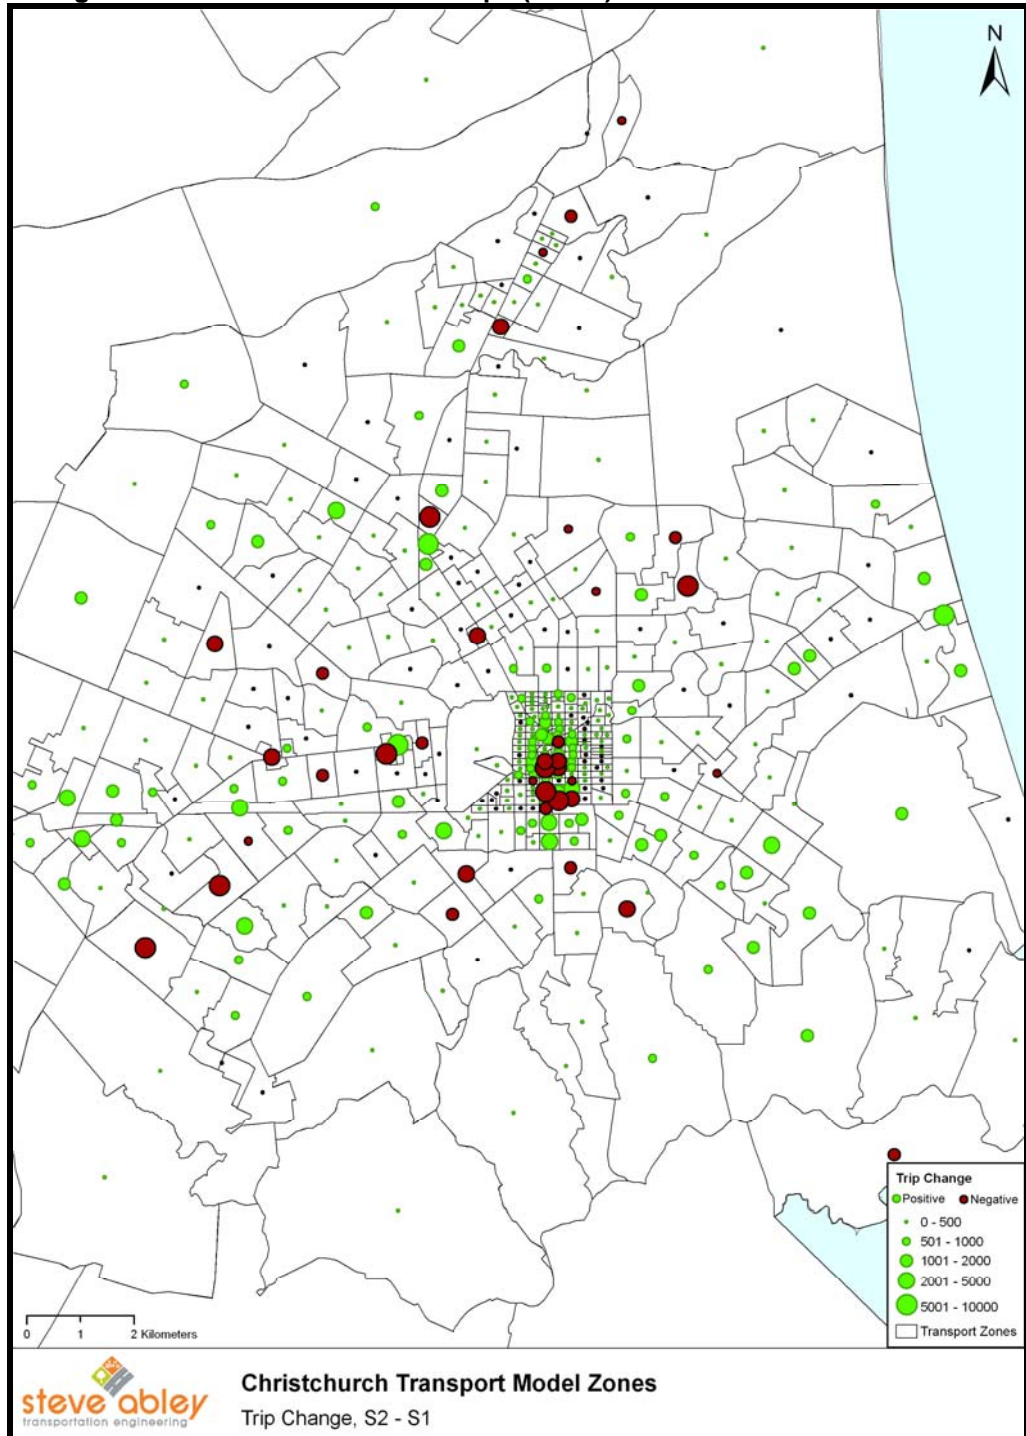 N
Trip Change
Positive Negative
0 - 500
501 - 1000
1001 - 2000
2001 - 5000
5001 - 10000
Transport Zones
0 1 2 Kilometers
steve abley
transportation engineering
Christchurch Transport Model Zones
Trip Change, S2 - S1